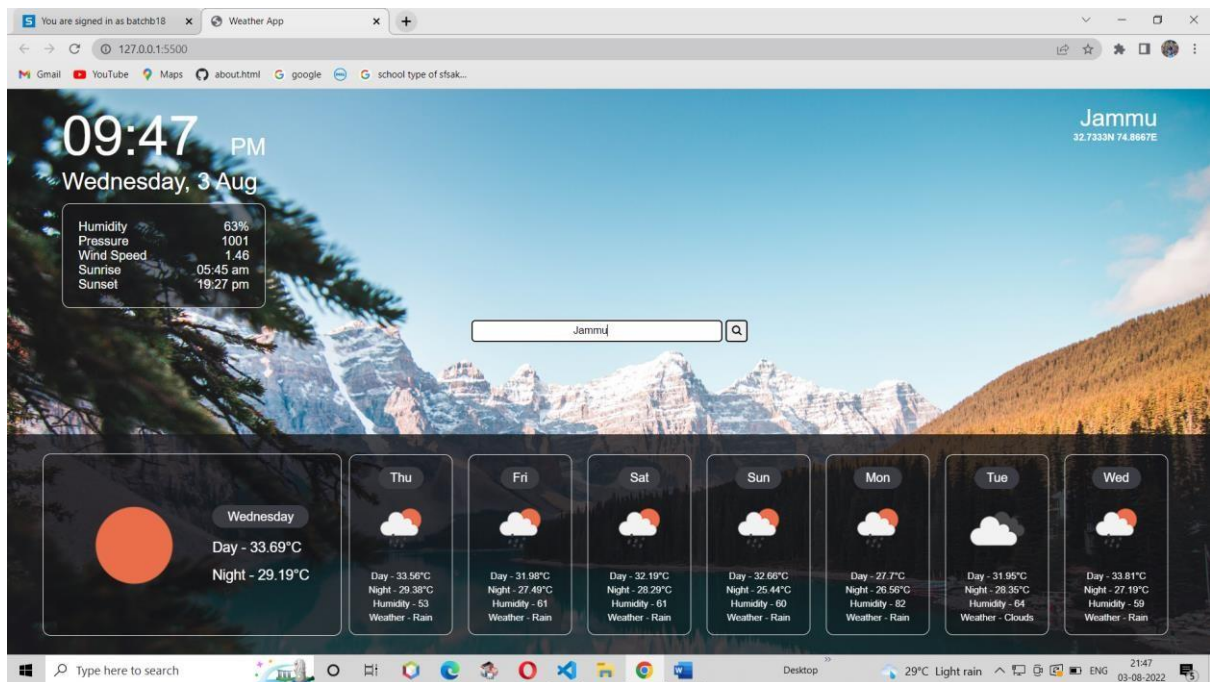 You are signed in as batchb18
Weather App
127.0.0.1:5500
Gmail YouTube Maps about.html google school type of sfsak...
09:47 PM
Wednesday, 3 Aug
Jammu
32.7333N 74.8667E
Humidity 63%
Pressure 1001
Wind Speed 1.46
Sunrise 05:45 am
Sunset 19:27 pm
Jammu
Wednesday
Day - 33.69°C
Night - 29.19°C
Thu
Day - 33.56°C
Night - 29.38°C
Humidity - 53
Weather - Rain
Fri
Day - 31.98°C
Night - 27.49°C
Humidity - 61
Weather - Rain
Sat
Day - 32.19°C
Night - 28.29°C
Humidity - 61
Weather - Rain
Sun
Day - 32.66°C
Night - 25.44°C
Humidity - 60
Weather - Rain
Mon
Day - 27.7°C
Night - 26.56°C
Humidity - 82
Weather - Rain
Tue
Day - 31.95°C
Night - 28.35°C
Humidity - 64
Weather - Clouds
Wed
Day - 33.81°C
Night - 27.19°C
Humidity - 59
Weather - Rain
Type here to search
Desktop
29°C Light rain
ENG
21:47
03-08-2022
5